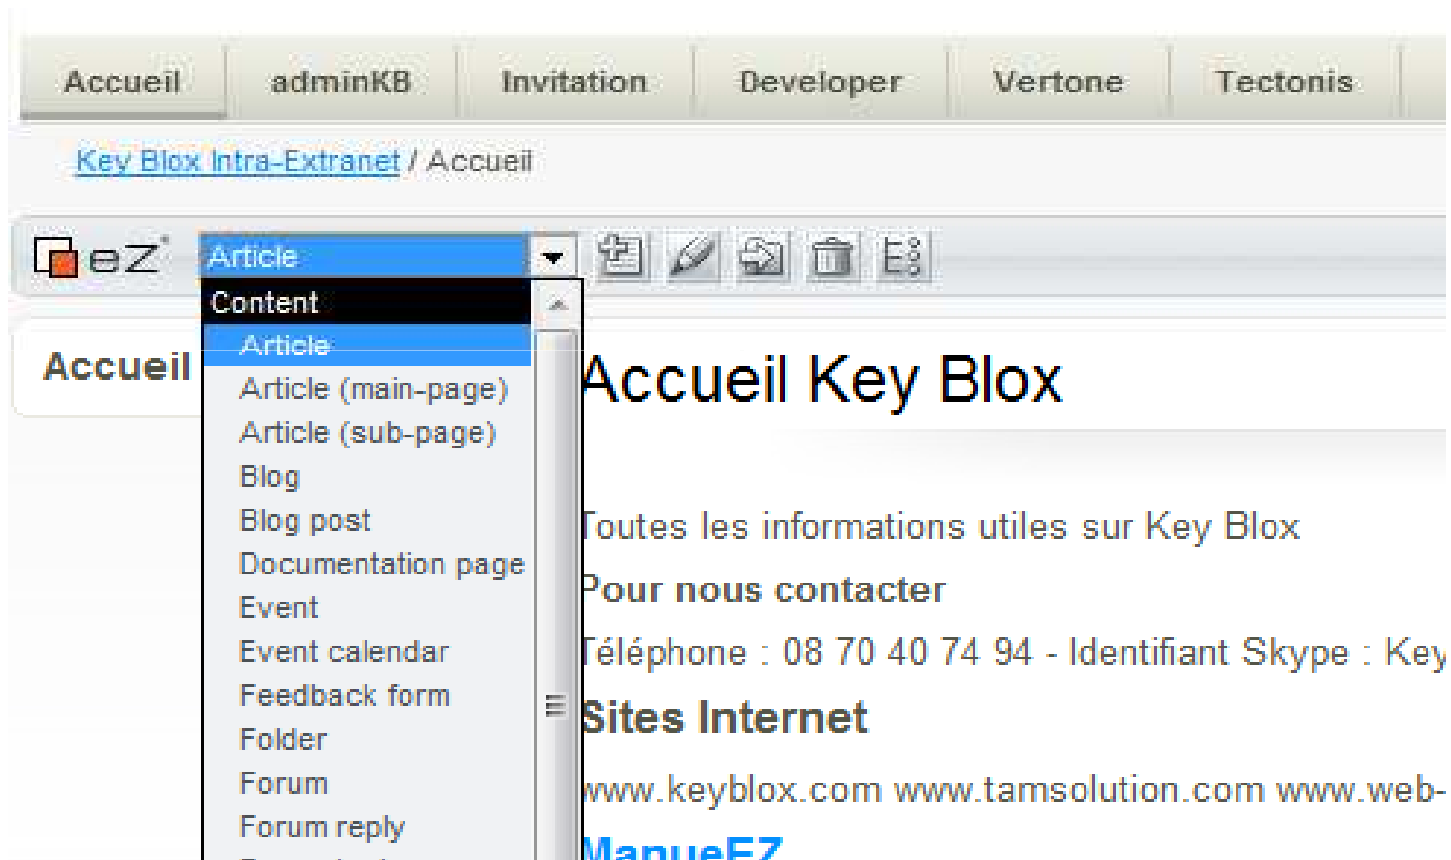 Accueil adminKB Invitation Developer Vertone Tectonis
Key Blox Intra-Extranet / Accueil
eZ Article
Content
Article
Accueil
Article (main-page)
Article (sub-page)
Blog
Blog post
Documentation page
Event
Event calendar
Feedback form
Folder
Forum
Forum reply
Accueil Key Blox
Toutes les informations utiles sur Key Blox
Pour nous contacter
Téléphone : 08 70 40 74 94 - Identifiant Skype : Key
Sites Internet
www.keyblox.com www.tamsolution.com www.web-
ManueEZ